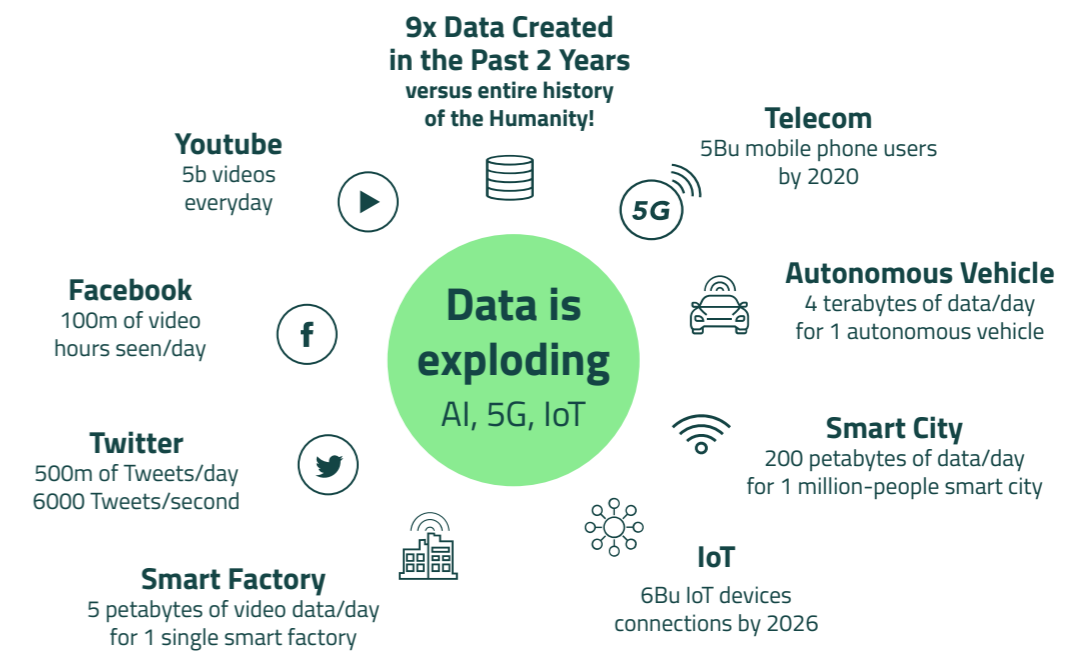 9x Data Created
in the Past 2 Years
versus entire history
of the Humanity!
Youtube
5b videos
everyday
Telecom
5Bu mobile phone users
by 2020
5G
Facebook
100m of video
hours seen/day
f
Data is
exploding
AI, 5G, IoT
Autonomous Vehicle
4 terabytes of data/day
for 1 autonomous vehicle
Twitter
500m of Tweets/day
6000 Tweets/second
Smart City
200 petabytes of data/day
for 1 million-people smart city
Smart Factory
5 petabytes of video data/day
for 1 single smart factory
IoT
6Bu IoT devices
connections by 2026